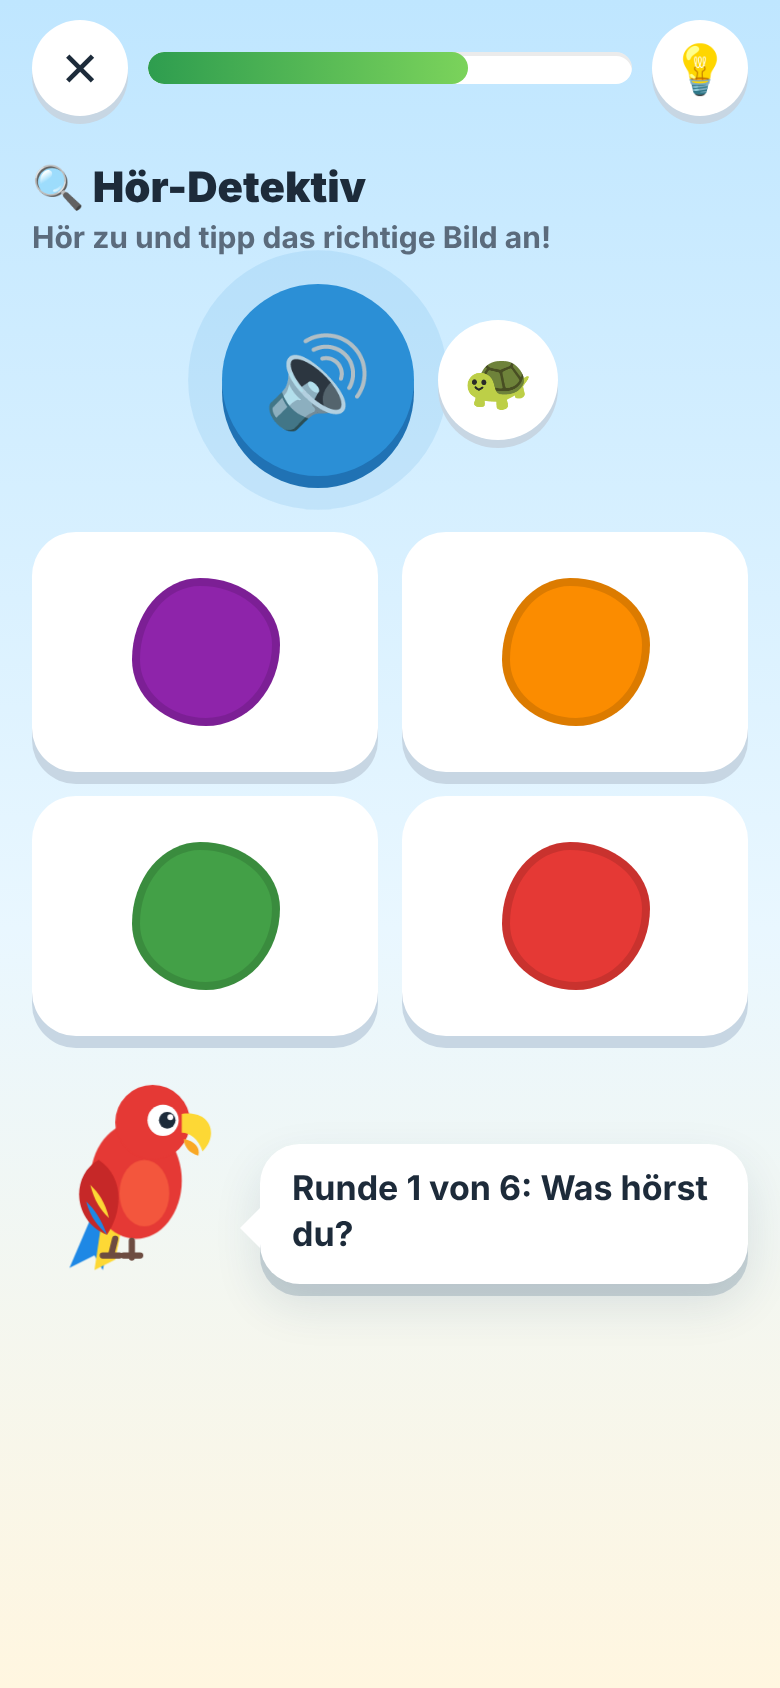 Hör-Detektiv
Hör zu und tipp das richtige Bild an!
Runde 1 von 6: Was hörst
du?